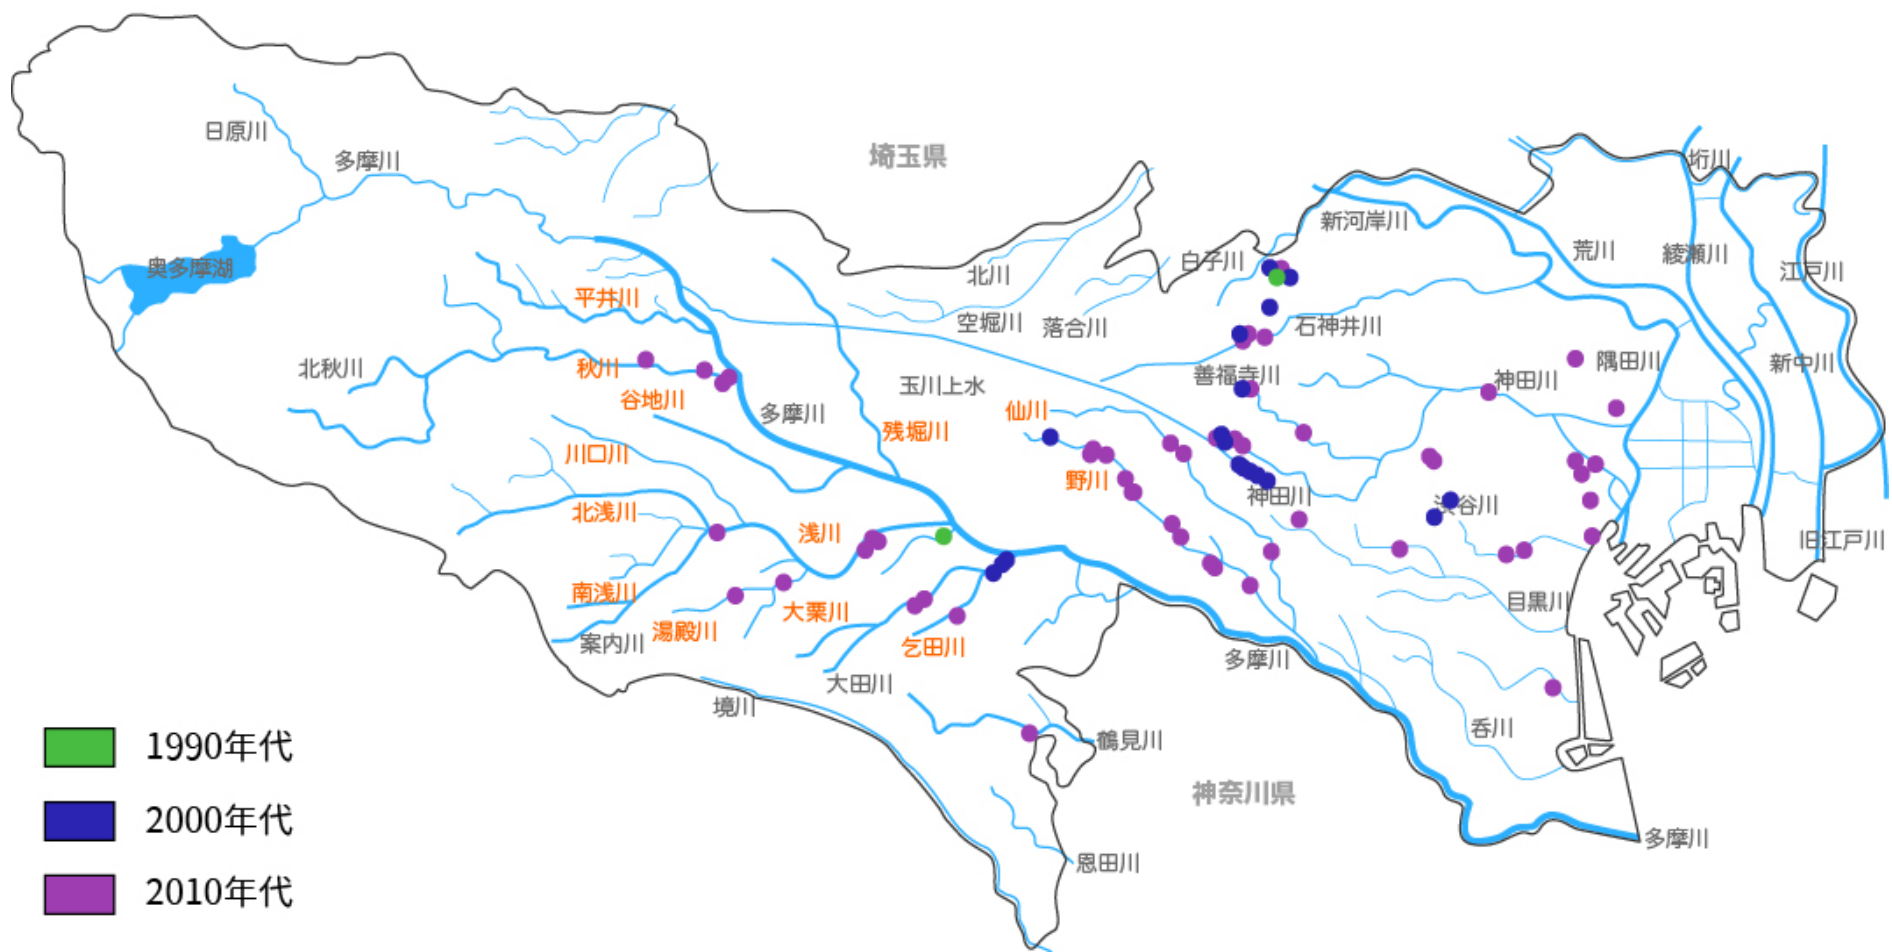 日原川
多摩川
埼玉県
垳川
新河岸川
荒川
綾瀬川
江戸川
奥多摩湖
平井川
北川
白子川
空堀川
落合川
石神井川
北秋川
秋川
谷地川
多摩川
玉川上水
善福寺川
神田川
隅田川
新中川
仙川
残堀川
川口川
野川
神田川
渋谷川
北浅川
浅川
旧江戸川
南浅川
大栗川
目黒川
湯殿川
案内川
乞田川
多摩川
大田川
境川
呑川
鶴見川
神奈川県
多摩川
恩田川
1990年代
2000年代
2010年代